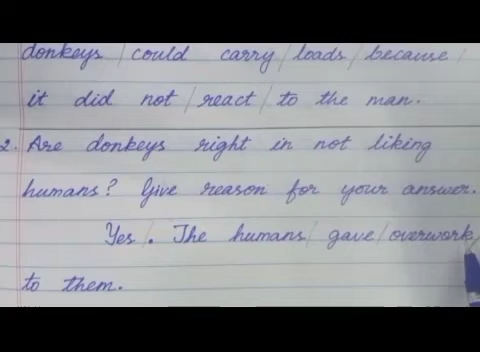 donkeys / could carry / loads / because /
it did not / react / to the man.
2. Are donkeys right in not liking
humans? Give reason for your answer.
Yes / . The humans / gave / overwork /
to them.